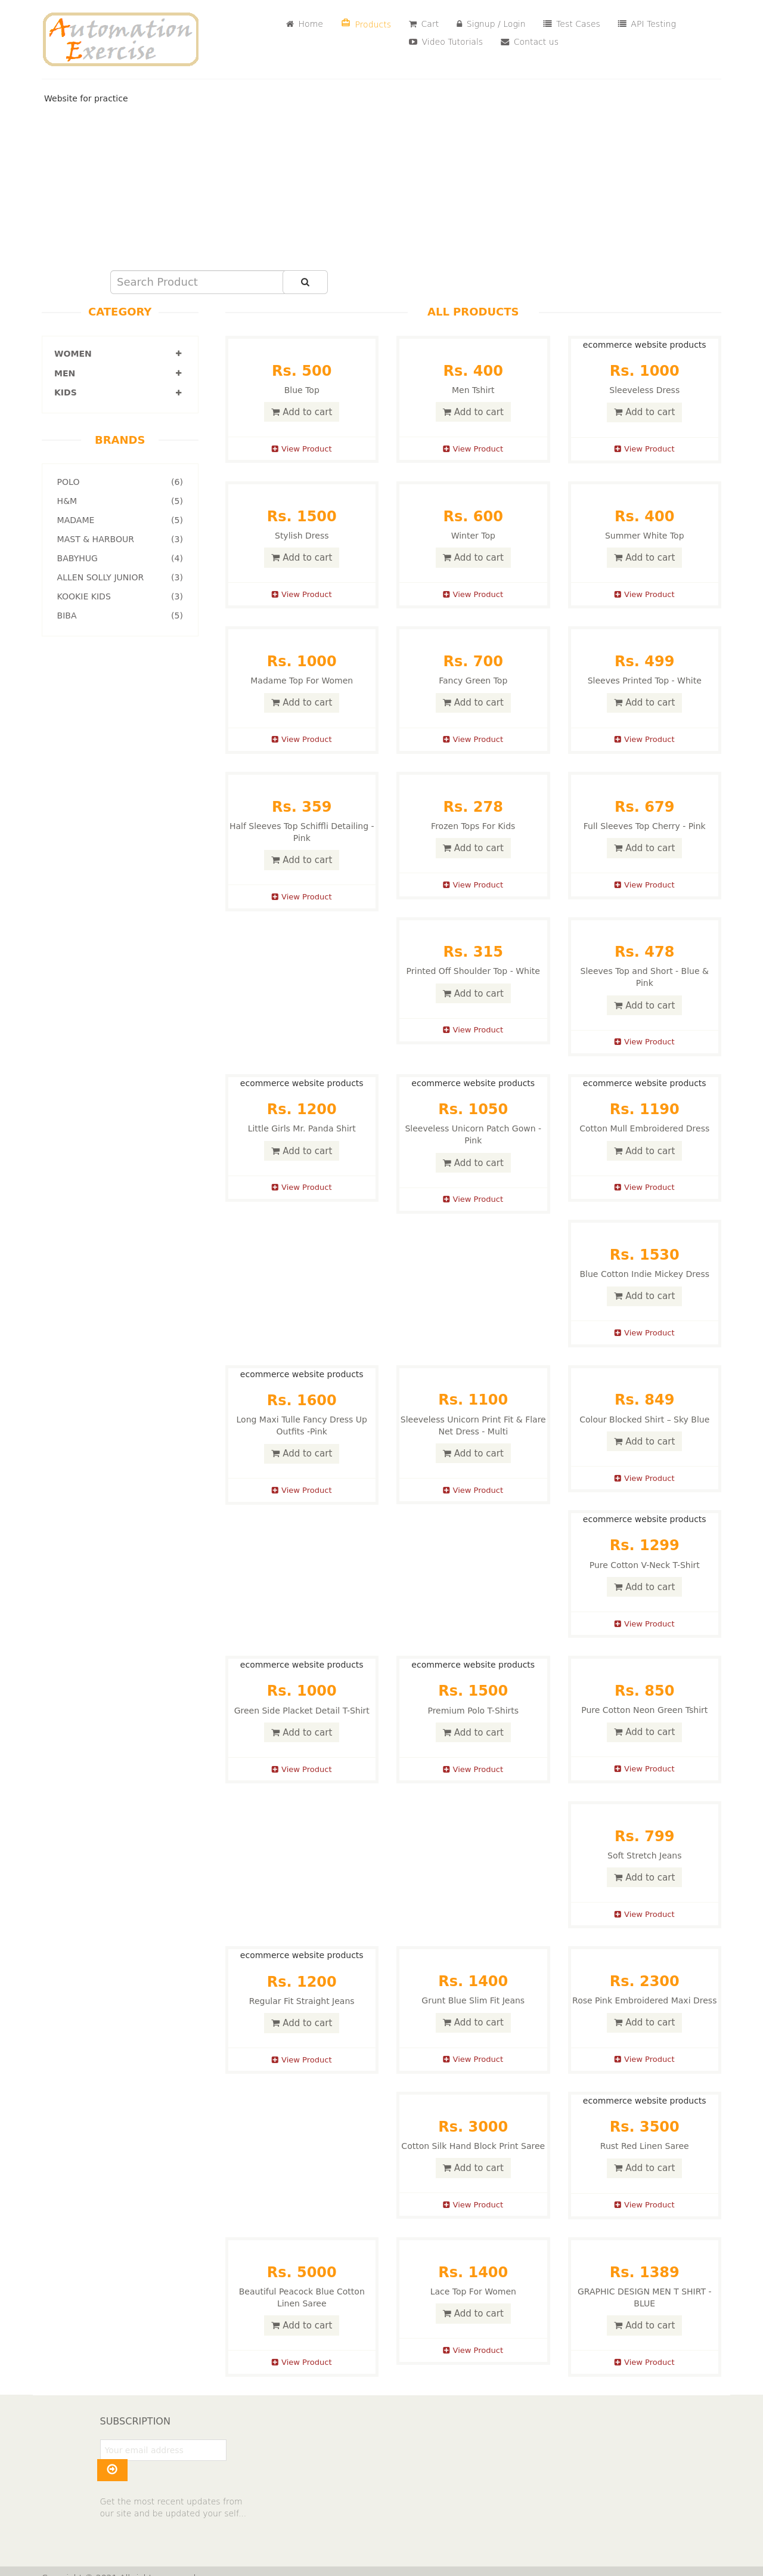 Automation
Exercise
Home
Products
Cart
Signup / Login
Test Cases
API Testing
Video Tutorials
Contact us
Website for practice
Search Product
CATEGORY
WOMEN
MEN
KIDS
BRANDS
POLO (6)
H&M (5)
MADAME (5)
MAST & HARBOUR (3)
BABYHUG (4)
ALLEN SOLLY JUNIOR (3)
KOOKIE KIDS (3)
BIBA (5)
ALL PRODUCTS
Rs. 500
Blue Top
Add to cart
View Product
Rs. 400
Men Tshirt
Add to cart
View Product
ecommerce website products
Rs. 1000
Sleeveless Dress
Add to cart
View Product
Rs. 1500
Stylish Dress
Add to cart
View Product
Rs. 600
Winter Top
Add to cart
View Product
Rs. 400
Summer White Top
Add to cart
View Product
Rs. 1000
Madame Top For Women
Add to cart
View Product
Rs. 700
Fancy Green Top
Add to cart
View Product
Rs. 499
Sleeves Printed Top - White
Add to cart
View Product
Rs. 359
Half Sleeves Top Schiffli Detailing -
Pink
Add to cart
View Product
Rs. 278
Frozen Tops For Kids
Add to cart
View Product
Rs. 679
Full Sleeves Top Cherry - Pink
Add to cart
View Product
Rs. 315
Printed Off Shoulder Top - White
Add to cart
View Product
Rs. 478
Sleeves Top and Short - Blue &
Pink
Add to cart
View Product
ecommerce website products
Rs. 1200
Little Girls Mr. Panda Shirt
Add to cart
View Product
ecommerce website products
Rs. 1050
Sleeveless Unicorn Patch Gown -
Pink
Add to cart
View Product
ecommerce website products
Rs. 1190
Cotton Mull Embroidered Dress
Add to cart
View Product
Rs. 1530
Blue Cotton Indie Mickey Dress
Add to cart
View Product
ecommerce website products
Rs. 1600
Long Maxi Tulle Fancy Dress Up
Outfits -Pink
Add to cart
View Product
Rs. 1100
Sleeveless Unicorn Print Fit & Flare
Net Dress - Multi
Add to cart
View Product
Rs. 849
Colour Blocked Shirt – Sky Blue
Add to cart
View Product
ecommerce website products
Rs. 1299
Pure Cotton V-Neck T-Shirt
Add to cart
View Product
ecommerce website products
Rs. 1000
Green Side Placket Detail T-Shirt
Add to cart
View Product
ecommerce website products
Rs. 1500
Premium Polo T-Shirts
Add to cart
View Product
Rs. 850
Pure Cotton Neon Green Tshirt
Add to cart
View Product
Rs. 799
Soft Stretch Jeans
Add to cart
View Product
ecommerce website products
Rs. 1200
Regular Fit Straight Jeans
Add to cart
View Product
Rs. 1400
Grunt Blue Slim Fit Jeans
Add to cart
View Product
Rs. 2300
Rose Pink Embroidered Maxi Dress
Add to cart
View Product
Rs. 3000
Cotton Silk Hand Block Print Saree
Add to cart
View Product
ecommerce website products
Rs. 3500
Rust Red Linen Saree
Add to cart
View Product
Rs. 5000
Beautiful Peacock Blue Cotton
Linen Saree
Add to cart
View Product
Rs. 1400
Lace Top For Women
Add to cart
View Product
Rs. 1389
GRAPHIC DESIGN MEN T SHIRT -
BLUE
Add to cart
View Product
SUBSCRIPTION
Your email address
Get the most recent updates from
our site and be updated your self...